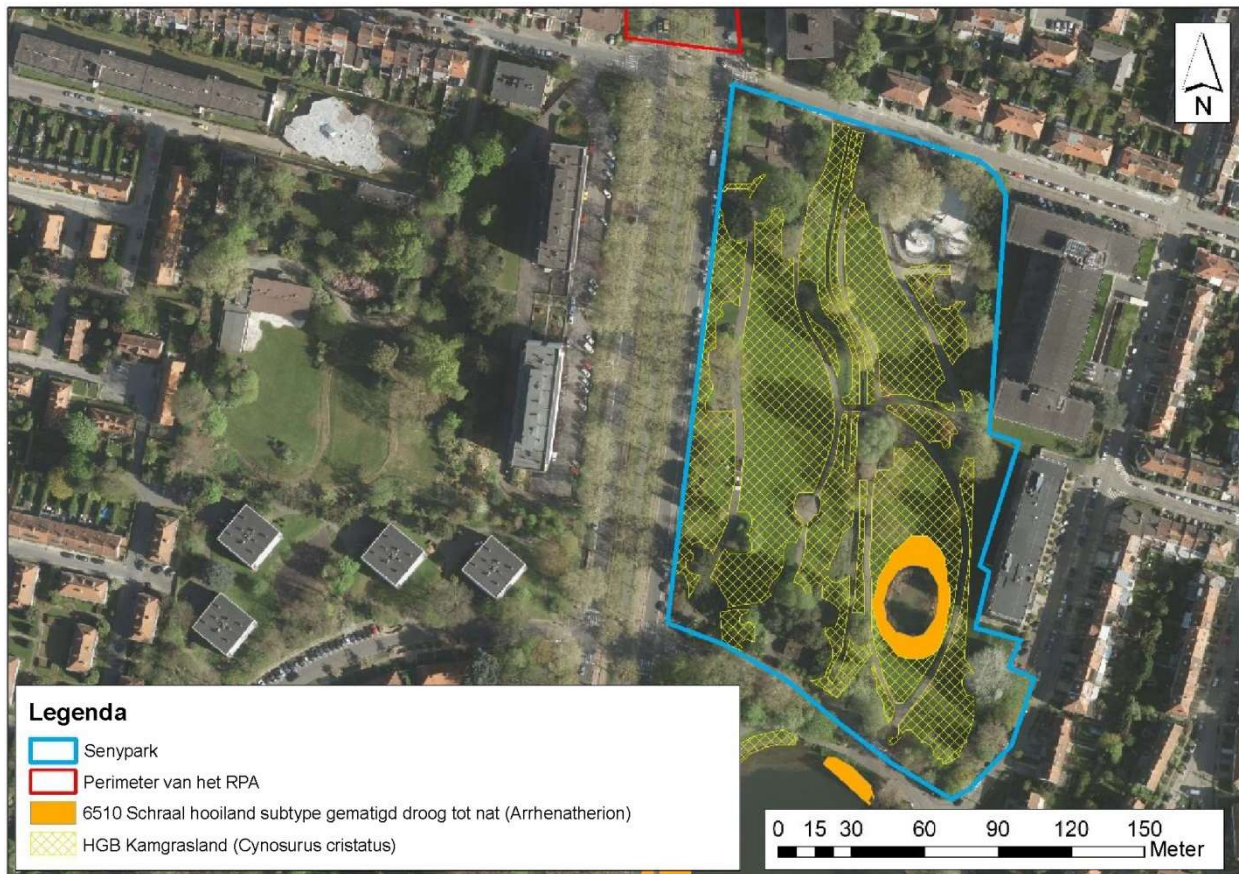 N
Legenda
Senypark
Perimeter van het RPA
6510 Schraal hooiland subtype gematigd droog tot nat (Arrhenatherion)
HGB Kamgrasland (Cynosurus cristatus)
0 15 30 60 90 120 150
Meter